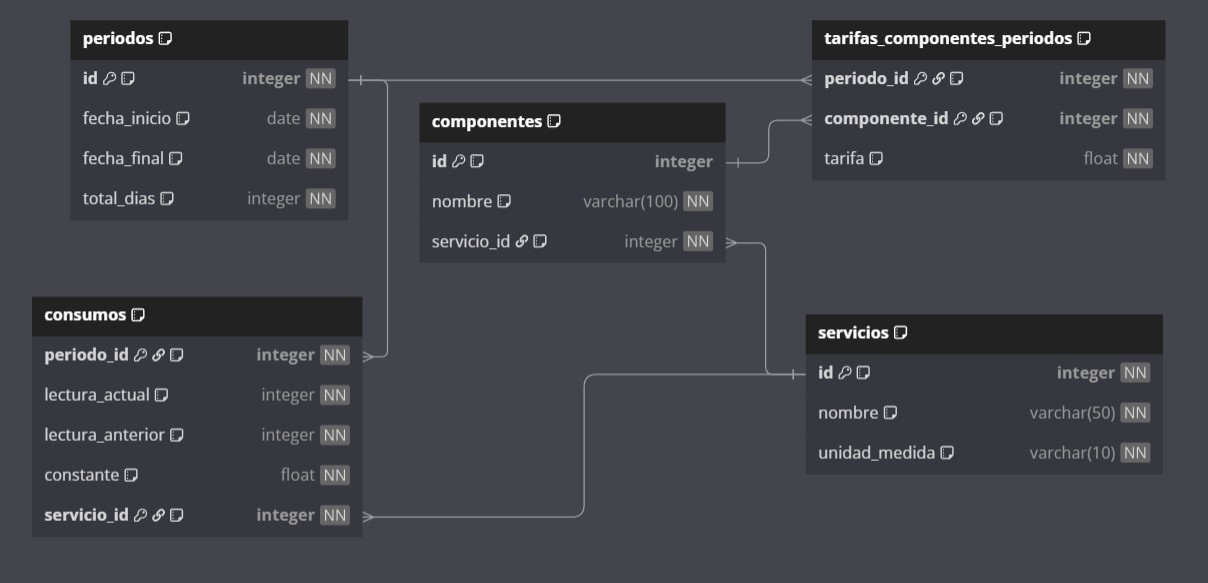 periodos
id integer NN
fecha_inicio date NN
fecha_final date NN
total_dias integer NN
componentes
id integer
nombre varchar(100) NN
servicio_id integer NN
tarifas_componentes_periodos
periodo_id integer NN
componente_id integer NN
tarifa float NN
consumos
periodo_id integer NN
lectura_actual integer NN
lectura_anterior integer NN
constante float NN
servicio_id integer NN
servicios
id integer NN
nombre varchar(50) NN
unidad_medida varchar(10) NN